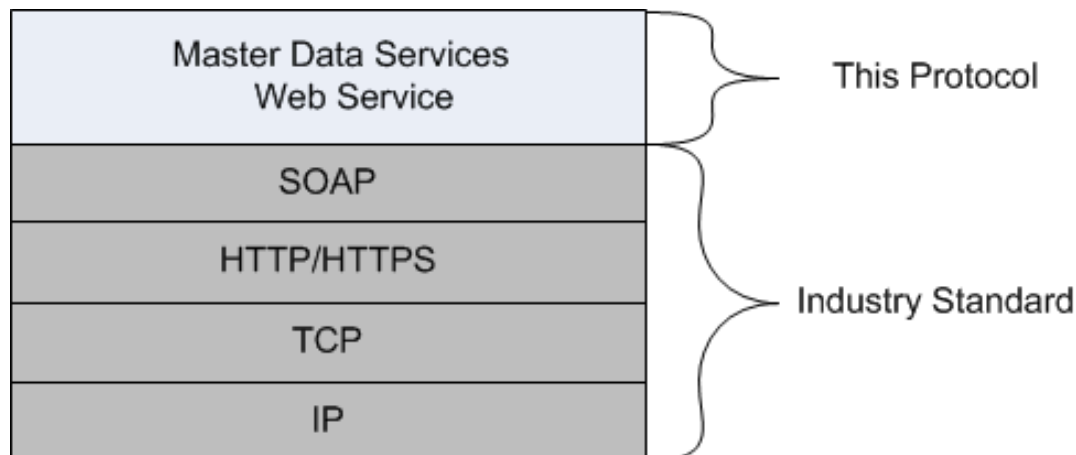 Master Data Services
Web Service
This Protocol
SOAP
HTTP/HTTPS
TCP
Industry Standard
IP